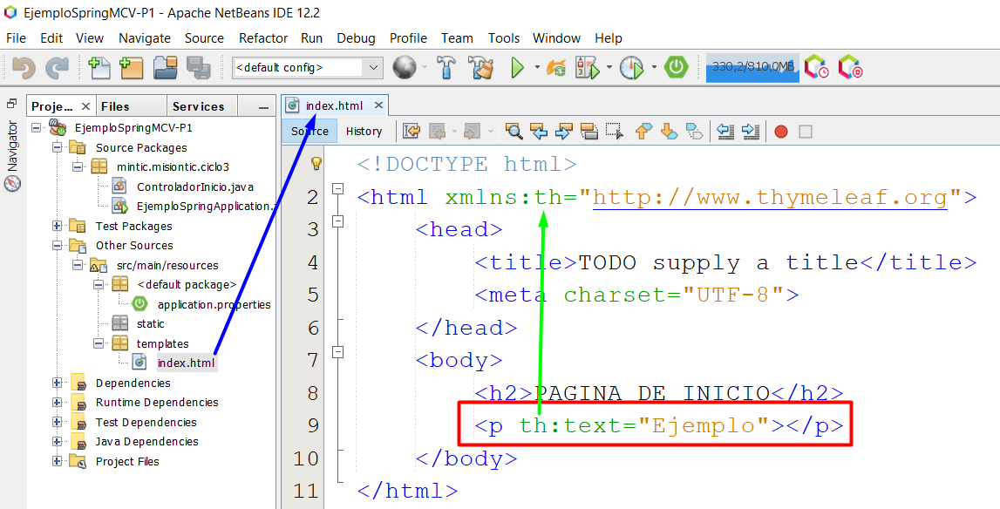 EjemploSpringMCV-P1 - Apache NetBeans IDE 12.2
File Edit View Navigate Source Refactor Run Debug Profile Team Tools Window Help
<default config>
330,2/810,0MB
Proje... Files Services
index.html
Navigator
Source History
EjemploSpringMCV-P1
Source Packages
mintic.misiontic.ciclo3
ControladorInicio.java
EjemploSpringApplication.
Test Packages
Other Sources
src/main/resources
<default package>
application.properties
static
templates
index.html
Dependencies
Runtime Dependencies
Test Dependencies
Java Dependencies
Project Files
<!DOCTYPE html>
2 <html xmlns:th="http://www.thymeleaf.org">
3 <head>
4 <title>TODO supply a title</title>
5 <meta charset="UTF-8">
6 </head>
7 <body>
8 <h2>PAGINA DE INICIO</h2>
9 <p th:text="Ejemplo"></p>
10 </body>
11 </html>